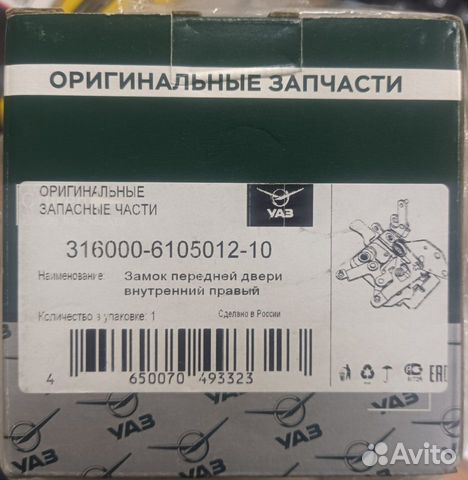 ОРИГИНАЛЬНЫЕ ЗАПЧАСТИ
ОРИГИНАЛЬНЫЕ
ЗАПАСНЫЕ ЧАСТИ
УАЗ
316000-6105012-10
Наименование: Замок передней двери
внутренний правый
Количество в упаковке: 1
Сделано в России
4 650070 493323
EAC
УАЗ
УАЗ
УАЗ
Avito